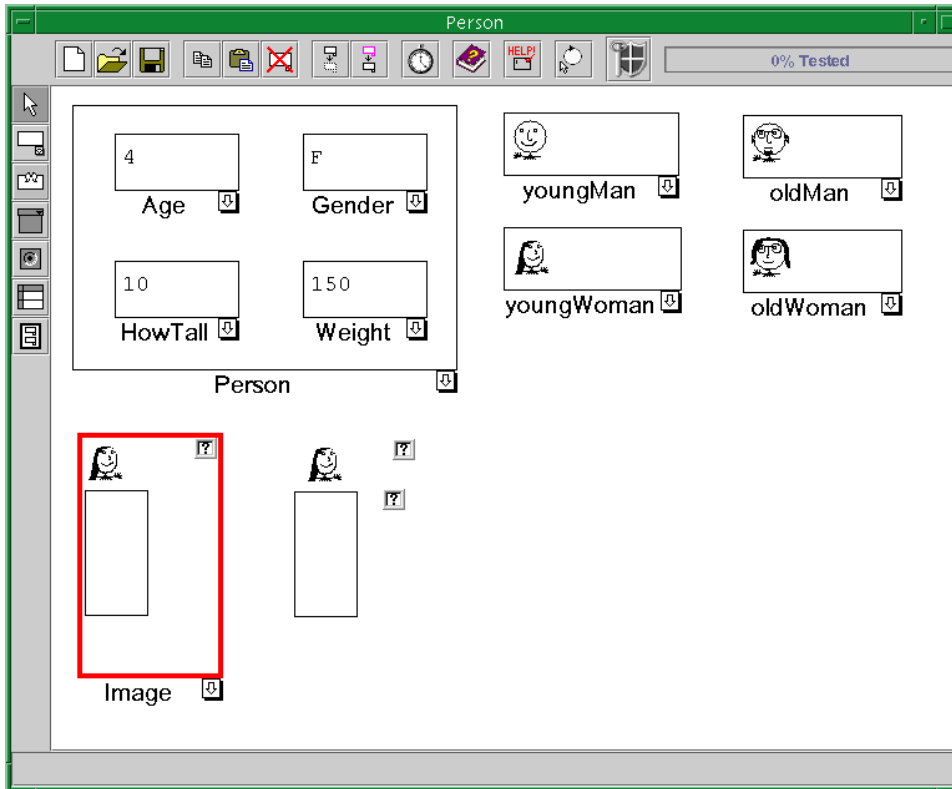 Person
HELP!
0% Tested
4
F
Age
Gender
10
150
HowTall
Weight
Person
youngMan
oldMan
youngWoman
oldWoman
?
?
?
Image